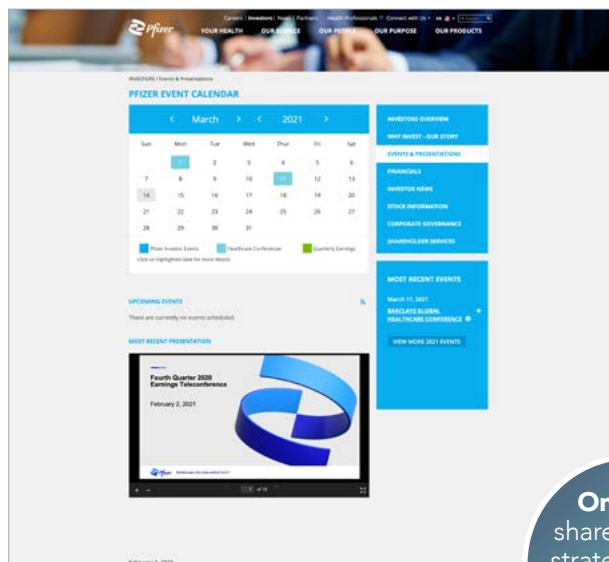 Careers | Investors | News | Partners
Health Professionals
Connect with Us
Pfizer
YOUR HEALTH
OUR SCIENCE
OUR PEOPLE
OUR PURPOSE
OUR PRODUCTS
INVESTORS / Events & Presentations
PFIZER EVENT CALENDAR
< March > < 2021 >
Sun Mon Tue Wed Thur Fri Sat
1 2 3 4 5 6
7 8 9 10 11 12 13
14 15 16 17 18 19 20
21 22 23 24 25 26 27
28 29 30 31
Pfizer Investor Events
Healthcare Conferences
Quarterly Earnings
Click on highlighted date for more details.
UPCOMING EVENTS
There are currently no events scheduled.
MOST RECENT PRESENTATION
Fourth Quarter 2020
Earnings Teleconference
February 2, 2021
Pfizer
INVESTORS OVERVIEW
WHY INVEST - OUR STORY
EVENTS & PRESENTATIONS
FINANCIALS
INVESTOR NEWS
STOCK INFORMATION
CORPORATE GOVERNANCE
SHAREHOLDER SERVICES
MOST RECENT EVENTS
March 11, 2021
BARCLAYS GLOBAL
HEALTHCARE CONFERENCE
VIEW MORE 2021 EVENTS
share